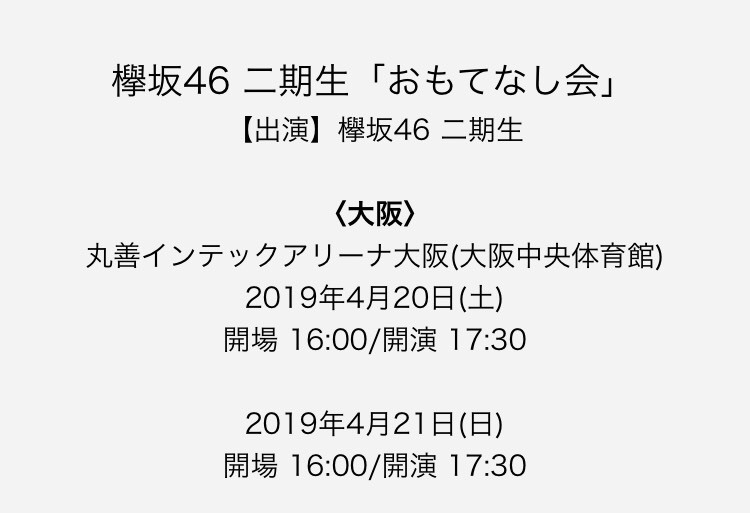 欅坂46 二期生「おもてなし会」
【出演】欅坂46 二期生
〈大阪〉
丸善インテックアリーナ大阪(大阪中央体育館)
2019年4月20日(土)
開場 16:00/開演 17:30
2019年4月21日(日)
開場 16:00/開演 17:30